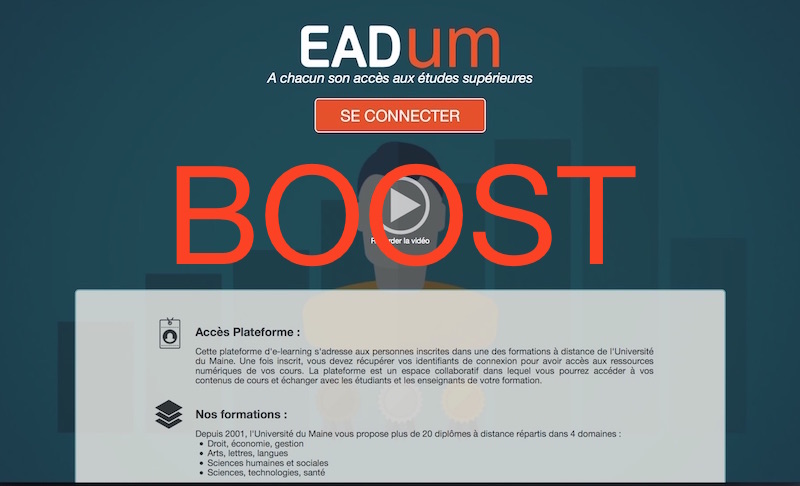 EADum
A chacun son accès aux études supérieures
SE CONNECTER
BOOST
la vidéo
Accès Plateforme :
Cette plateforme d'e-learning s'adresse aux personnes inscrites dans une des formations à distance de l'Université
du Maine. Une fois inscrit, vous devez récupérer vos identifiants de connexion pour avoir accès aux ressources
numériques de vos cours. La plateforme est un espace collaboratif dans lequel vous pourrez accéder à vos
contenus de cours et échanger avec les étudiants et les enseignants de votre formation.
Nos formations :
Depuis 2001, l'Université du Maine vous propose plus de 20 diplômes à distance répartis dans 4 domaines :
• Droit, économie, gestion
• Arts, lettres, langues
• Sciences humaines et sociales
• Sciences, technologies, santé